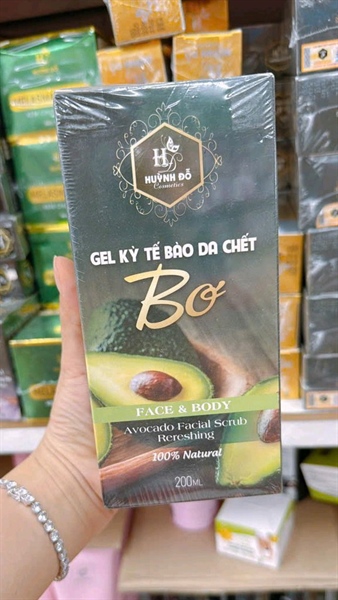 HUỲNH ĐỖ
Cosmetics
GEL KỲ TẾ BÀO DA CHẾT
Bơ
FACE & BODY
Avocado Facial Scrub
Rereshing
100% Natural
200ML